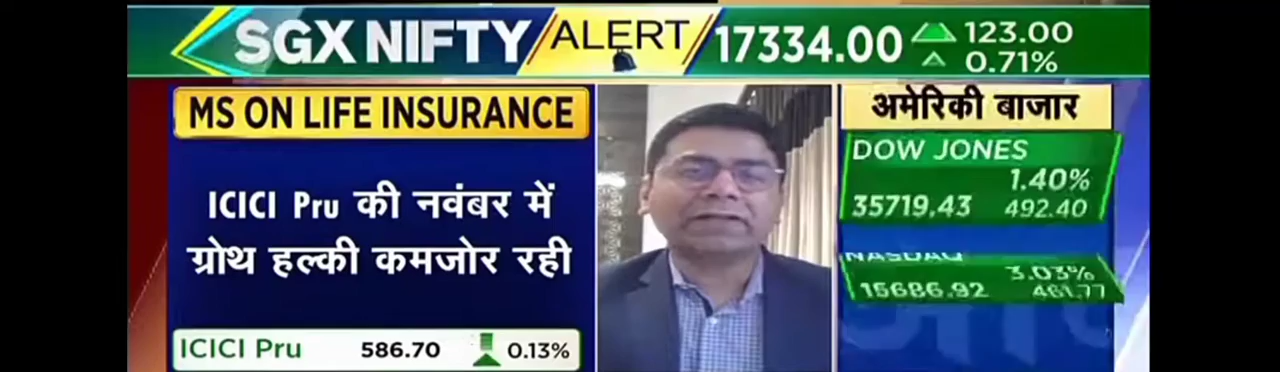 SGX NIFTY ALERT 17334.00 123.00
0.71%
MS ON LIFE INSURANCE
ICICI Pru की नवंबर में
ग्रोथ हल्की कमजोर रही
ICICI Pru 586.70 0.13%
अमेरिकी बाजार
DOW JONES
1.40%
35719.43 492.40
NASDAQ
3.03%
15686.92 461.77